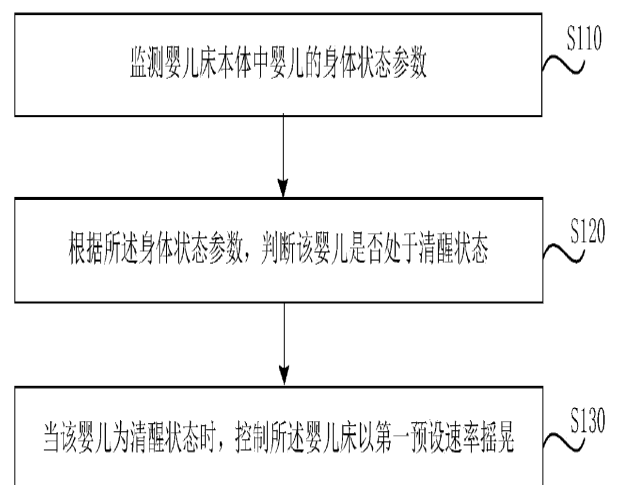 监测婴儿床本体中婴儿的身体状态参数
S110
根据所述身体状态参数，判断该婴儿是否处于清醒状态
S120
当该婴儿为清醒状态时，控制所述婴儿床以第一预设速率摇晃
S130